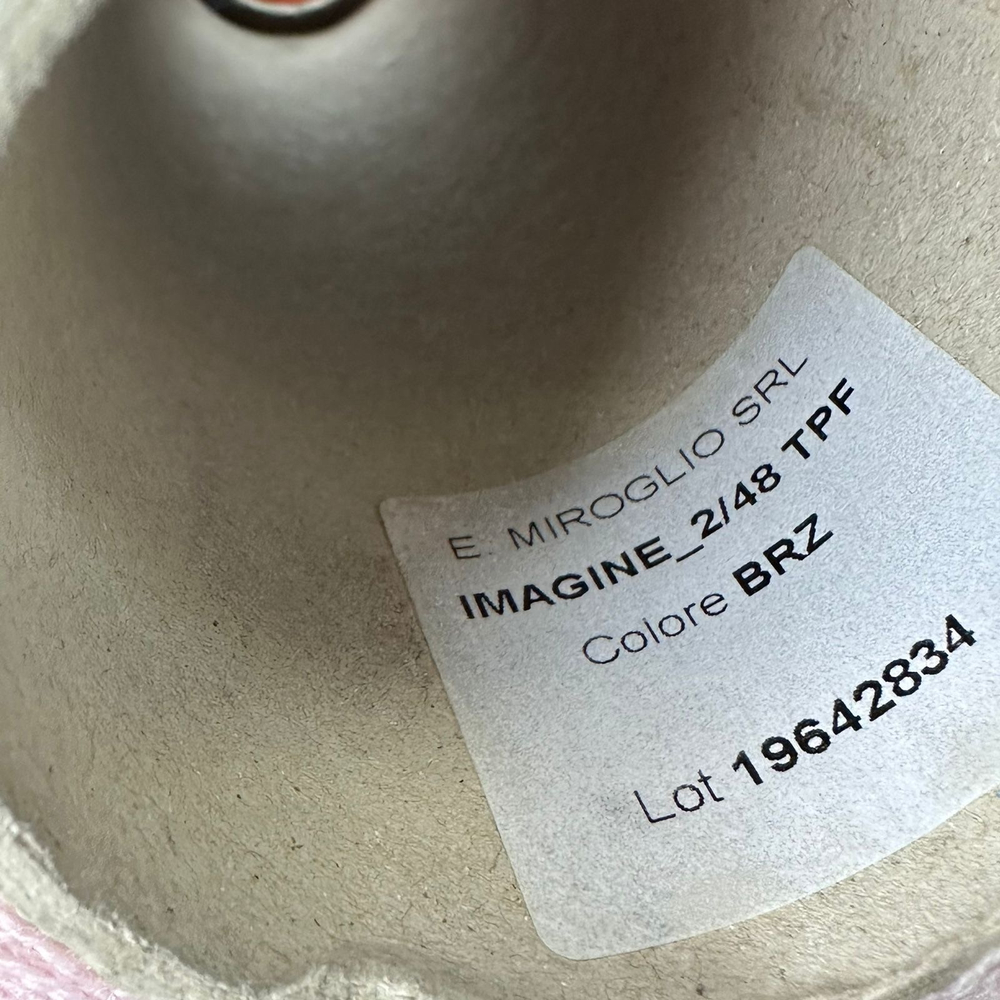 E. MIROGLIO SRL
IMAGINE_2/48 TPF
Colore BRZ
Lot 19642834